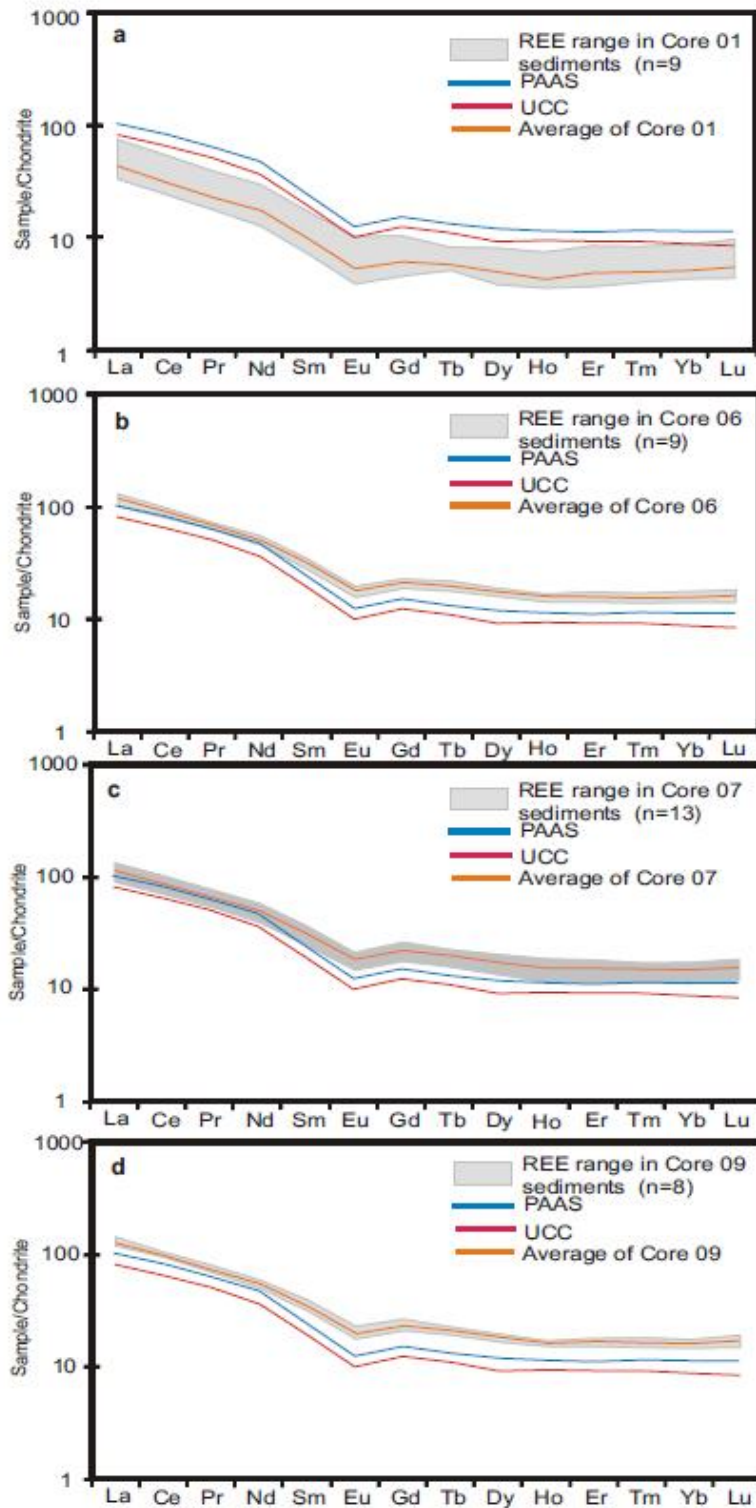 1000
a
REE range in Core 01
sediments (n=9
PAAS
UCC
Average of Core 01
100
10
1
Sample/Chondrite
La Ce Pr Nd Sm Eu Gd Tb Dy Ho Er Tm Yb Lu
1000
b
REE range in Core 06
sediments (n=9)
PAAS
UCC
Average of Core 06
100
10
1
Sample/Chondrite
La Ce Pr Nd Sm Eu Gd Tb Dy Ho Er Tm Yb Lu
1000
c
REE range in Core 07
sediments (n=13)
PAAS
UCC
Average of Core 07
100
10
1
Sample/Chondrite
La Ce Pr Nd Sm Eu Gd Tb Dy Ho Er Tm Yb Lu
1000
d
REE range in Core 09
sediments (n=8)
PAAS
UCC
Average of Core 09
100
10
1
Sample/Chondrite
La Ce Pr Nd Sm Eu Gd Tb Dy Ho Er Tm Yb Lu